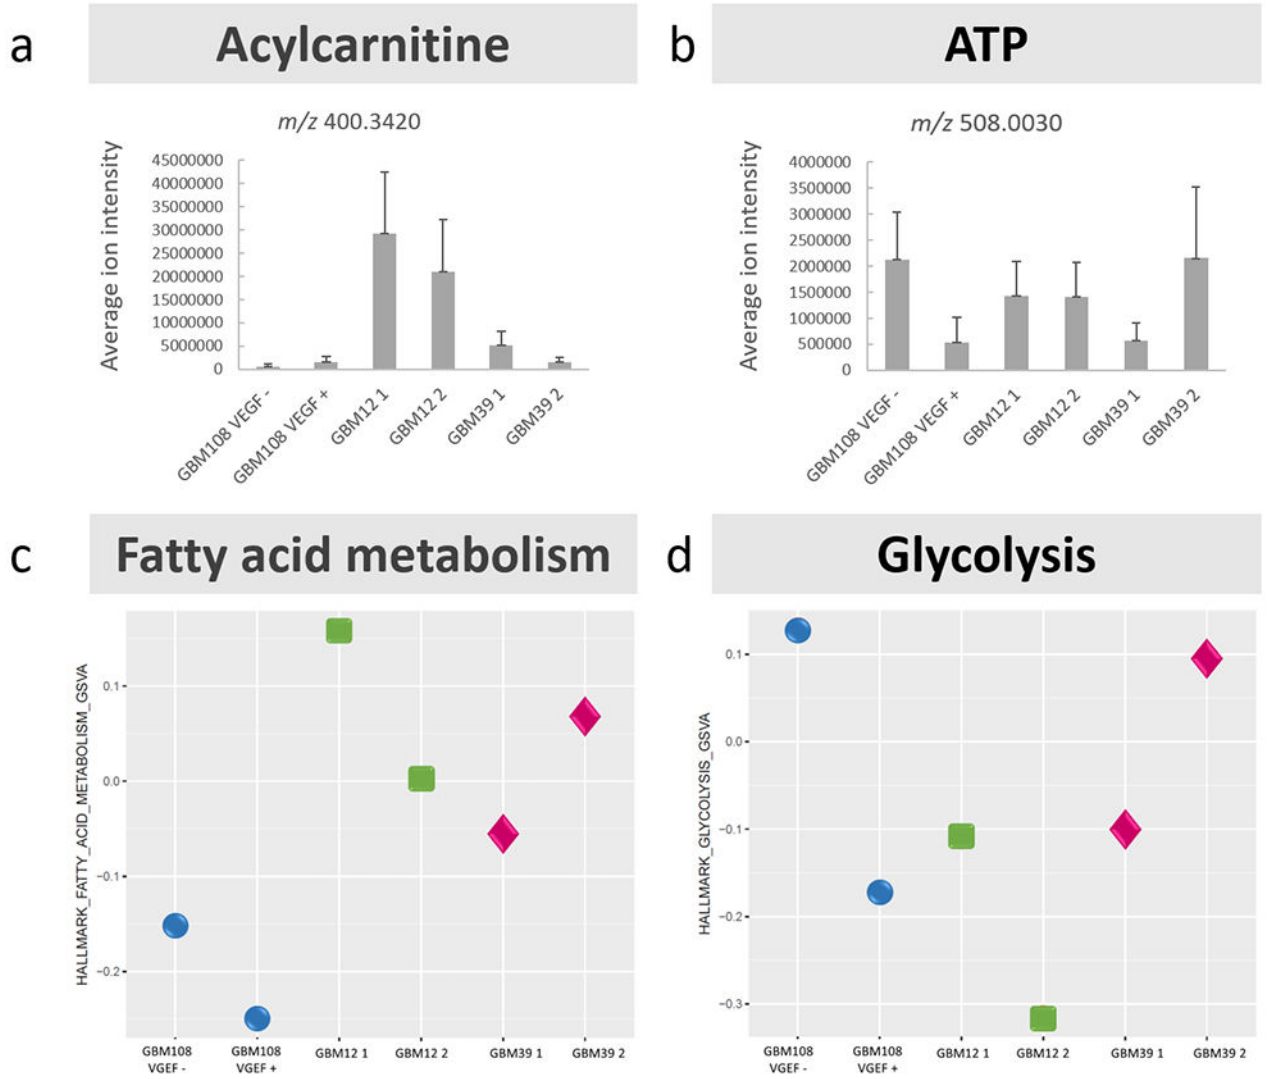 a
Acylcarnitine
m/z 400.3420
Average ion intensity
45000000
40000000
35000000
30000000
25000000
20000000
15000000
10000000
5000000
0
GBM108 VEGF -
GBM108 VEGF +
GBM12 1
GBM12 2
GBM39 1
GBM39 2
b
ATP
m/z 508.0030
Average ion intensity
4000000
3500000
3000000
2500000
2000000
1500000
1000000
500000
0
GBM108 VEGF -
GBM108 VEGF +
GBM12 1
GBM12 2
GBM39 1
GBM39 2
c
Fatty acid metabolism
HALLMARK_FATTY_ACID_METABOLISM_GSVA
0.1
0.0
−0.1
−0.2
GBM108
VGEF -
GBM108
VGEF +
GBM12 1
GBM12 2
GBM39 1
GBM39 2
d
Glycolysis
HALLMARK_GLYCOLYSIS_GSVA
0.1
0.0
−0.1
−0.2
−0.3
GBM108
VGEF -
GBM108
VGEF +
GBM12 1
GBM12 2
GBM39 1
GBM39 2